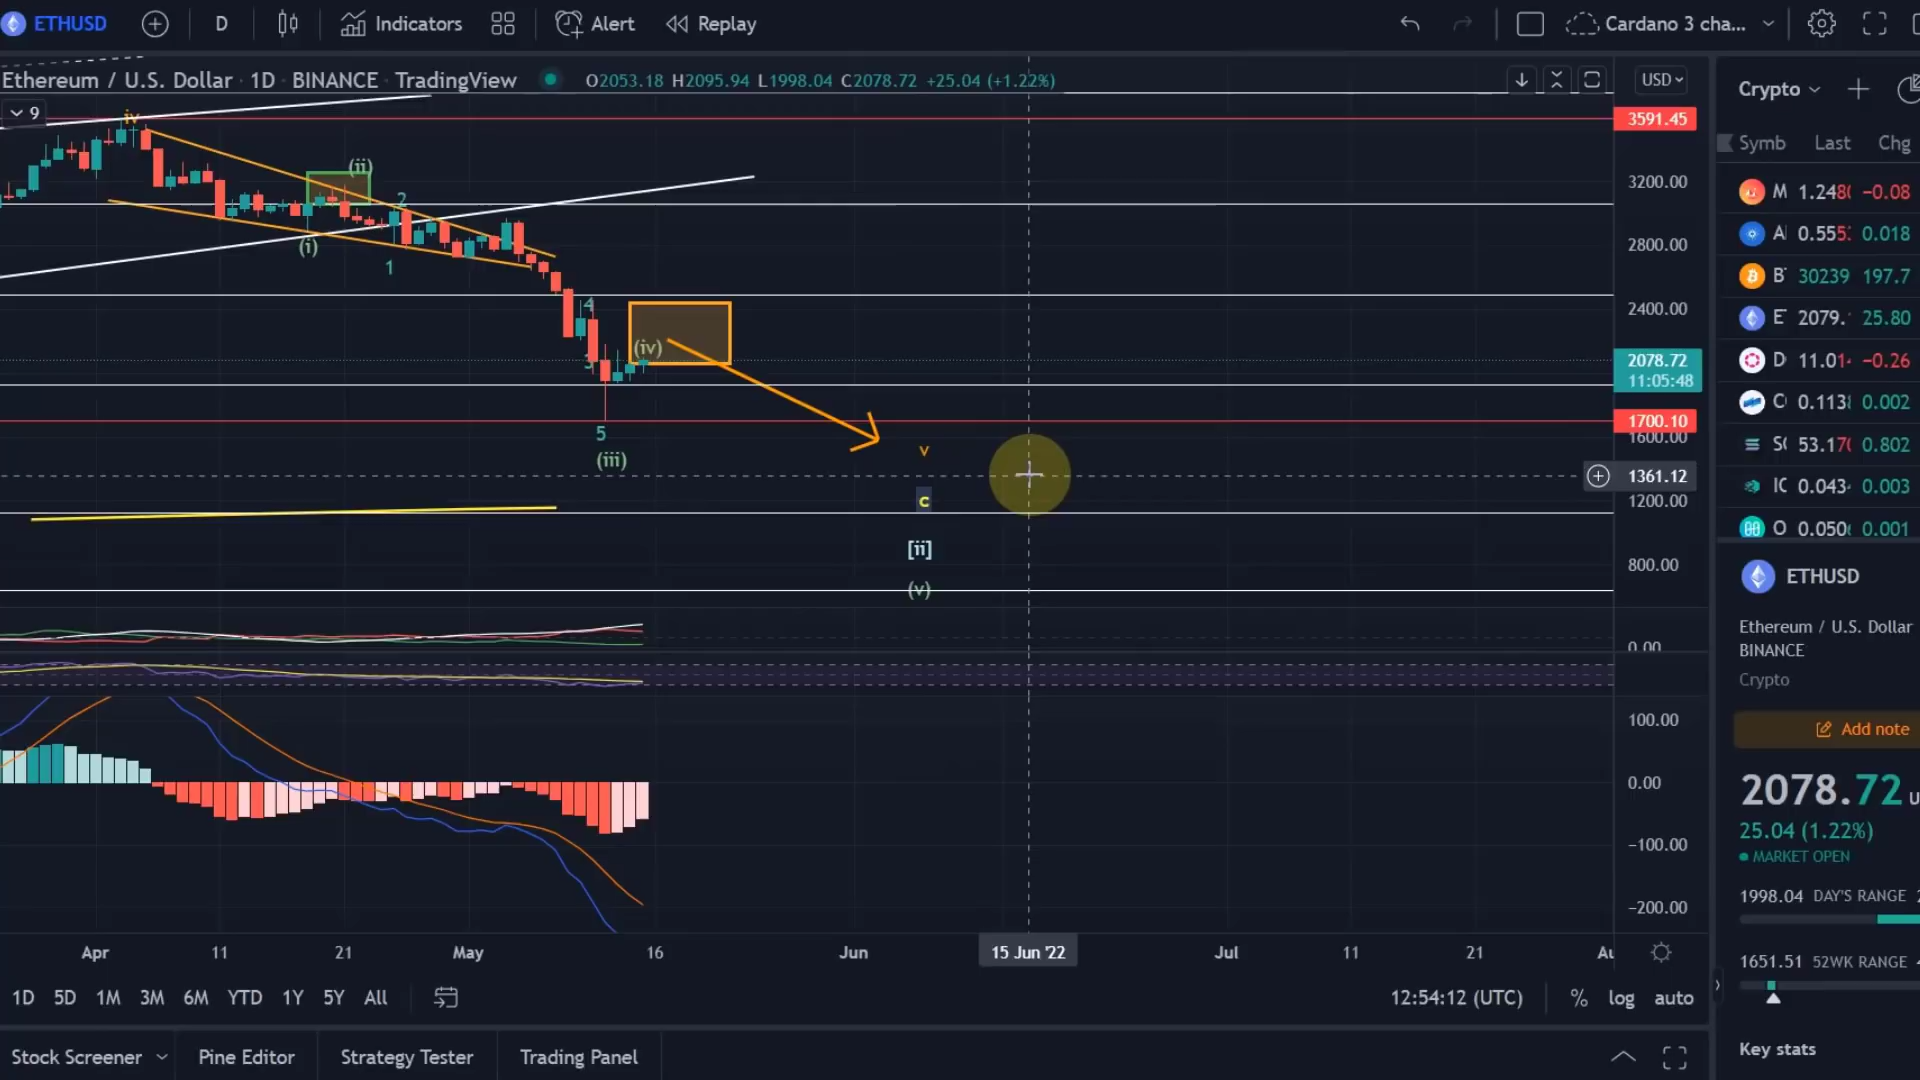 ETHUSD D Indicators Alert Replay Cardano 3 cha...
Ethereum / U.S. Dollar · 1D · BINANCE · TradingView O2053.18 H2095.94 L1998.04 C2078.72 +25.04 (+1.22%) USD
9
iv
(ii)
2
(i)
1
4
(iv)
3
5
(iii)
v
c
[ii]
(v)
3591.45
3200.00
2800.00
2400.00
2078.72
11:05:48
1700.10
1600.00
1361.12
1200.00
800.00
0.00
100.00
0.00
−100.00
−200.00
Apr 11 21 May 16 Jun 15 Jun '22 Jul 11 21 Au
1D 5D 1M 3M 6M YTD 1Y 5Y All 12:54:12 (UTC) % log auto
Stock Screener Pine Editor Strategy Tester Trading Panel
Crypto
Symb Last Chg
M 1.248 −0.08
A 0.555 0.018
B 30239 197.7
E 2079. 25.80
D 11.01 −0.26
C 0.113 0.002
S 53.17 0.802
IC 0.043 0.003
O 0.050 0.001
ETHUSD
Ethereum / U.S. Dollar
BINANCE
Crypto
Add note
2078.72 U
25.04 (1.22%)
MARKET OPEN
1998.04 DAY'S RANGE 2
1651.51 52WK RANGE 4
Key stats